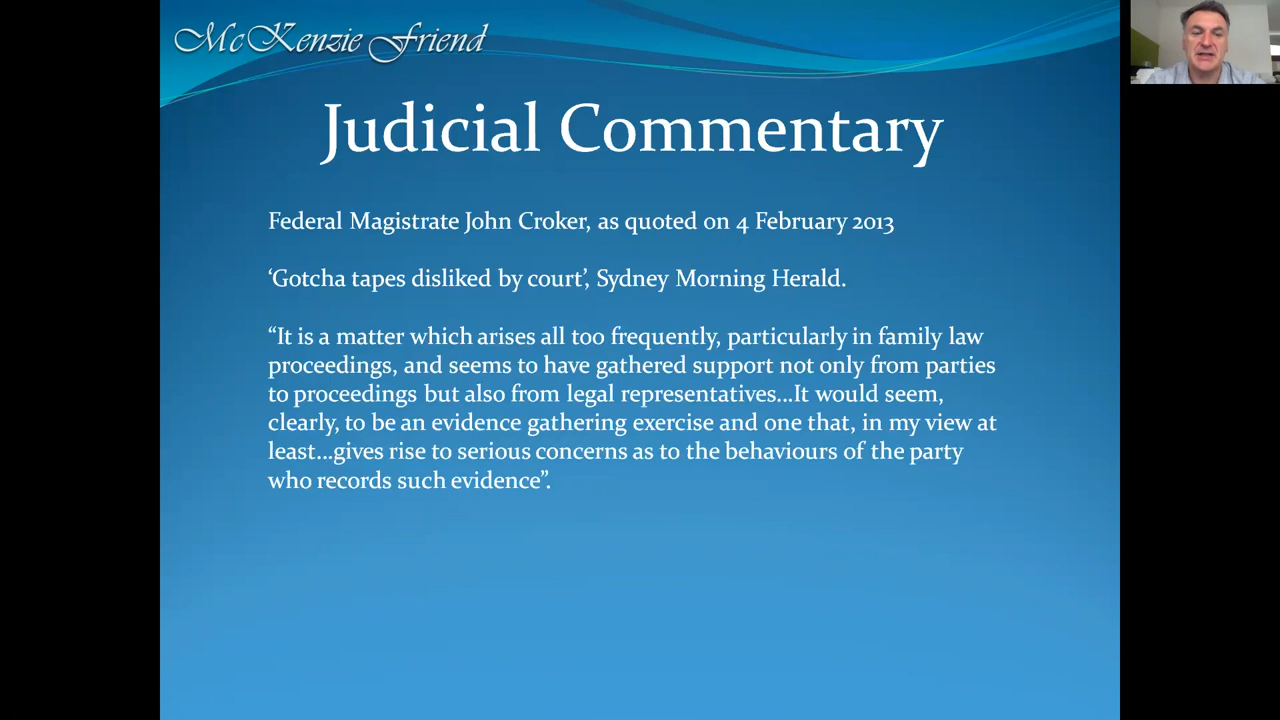 McKenzie Friend
Judicial Commentary
Federal Magistrate John Croker, as quoted on 4 February 2013
‘Gotcha tapes disliked by court’, Sydney Morning Herald.
“It is a matter which arises all too frequently, particularly in family law
proceedings, and seems to have gathered support not only from parties
to proceedings but also from legal representatives...It would seem,
clearly, to be an evidence gathering exercise and one that, in my view at
least...gives rise to serious concerns as to the behaviours of the party
who records such evidence”.